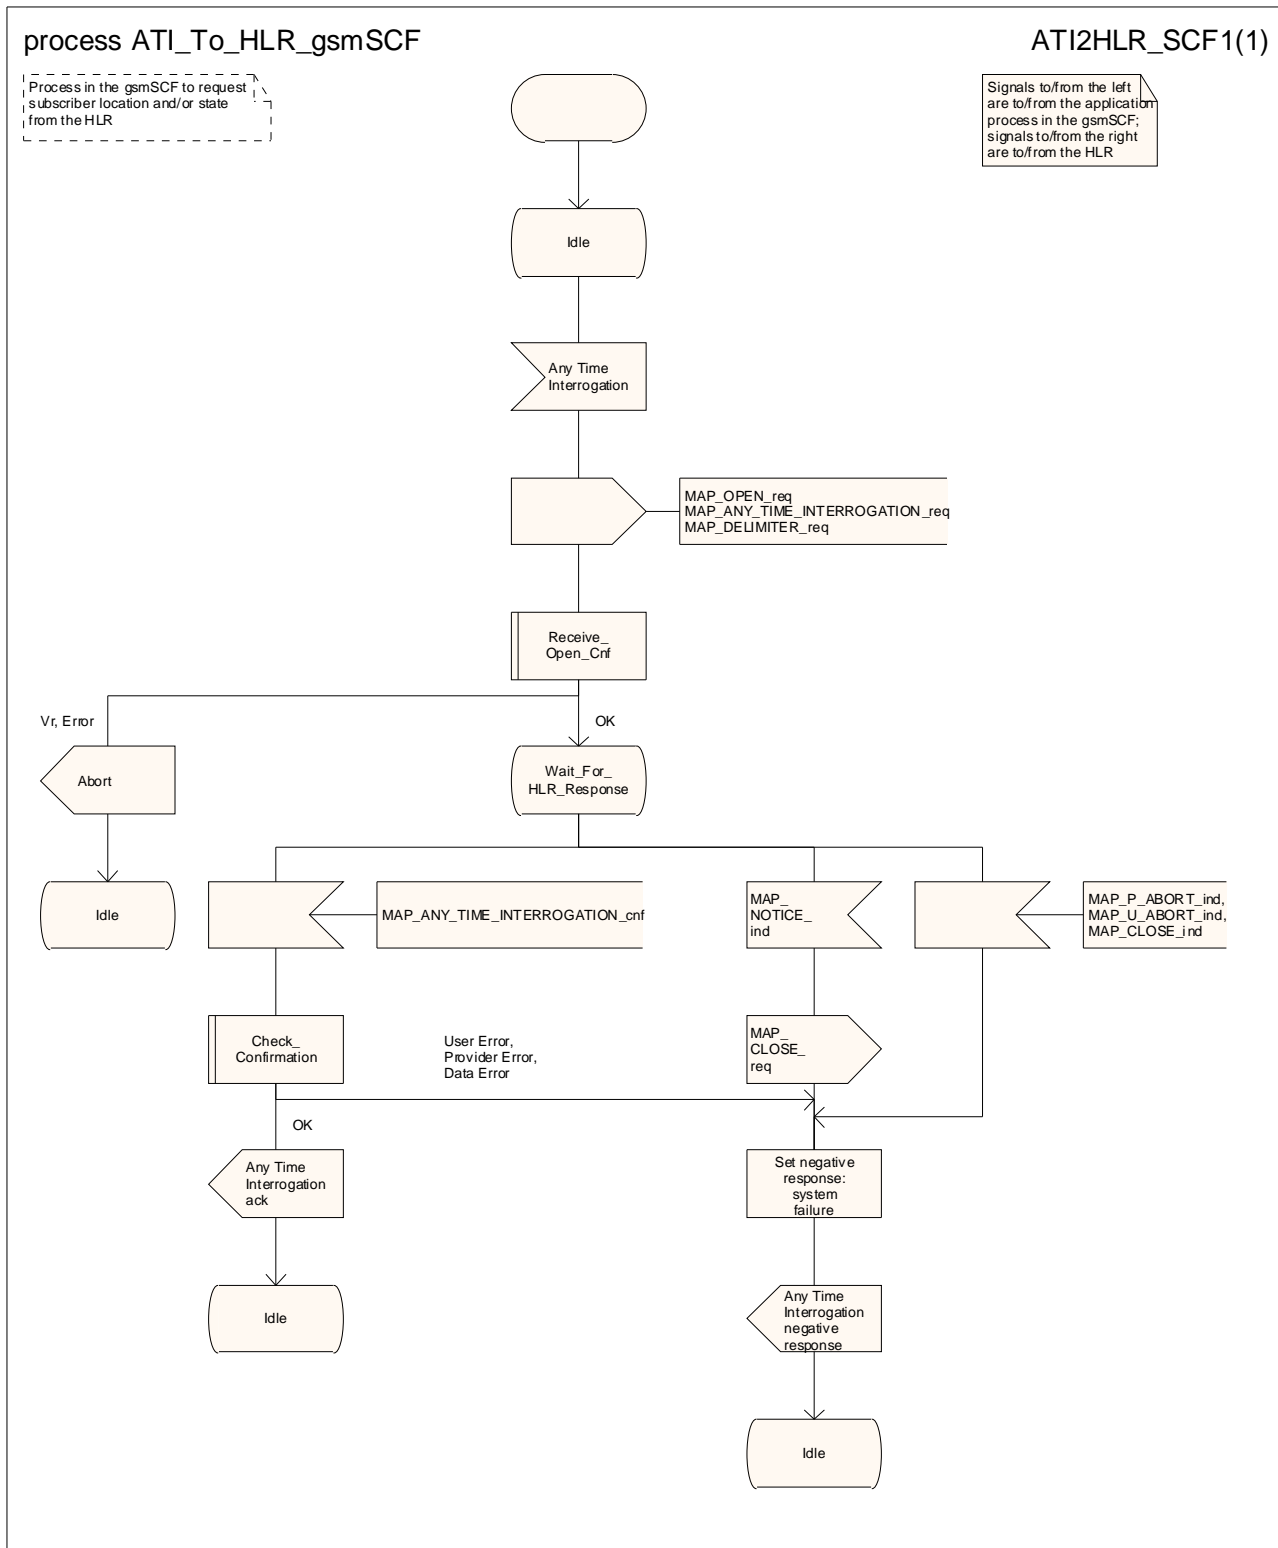 process ATI_To_HLR_gsmSCF
ATI2HLR_SCF1(1)
Process in the gsmSCF to request
subscriber location and/or state
from the HLR
Signals to/from the left
are to/from the application
process in the gsmSCF;
signals to/from the right
are to/from the HLR
Idle
Any Time
Interrogation
MAP_OPEN_req
MAP_ANY_TIME_INTERROGATION_req
MAP_DELIMITER_req
Receive_
Open_Cnf
Vr, Error
OK
Abort
Wait_For_
HLR_Response
Idle
MAP_ANY_TIME_INTERROGATION_cnf
MAP_
NOTICE_
ind
MAP_P_ABORT_ind,
MAP_U_ABORT_ind,
MAP_CLOSE_ind
Check_
Confirmation
User Error,
Provider Error,
Data Error
MAP_
CLOSE_
req
OK
Any Time
Interrogation
ack
Set negative
response:
system
failure
Idle
Any Time
Interrogation
negative
response
Idle